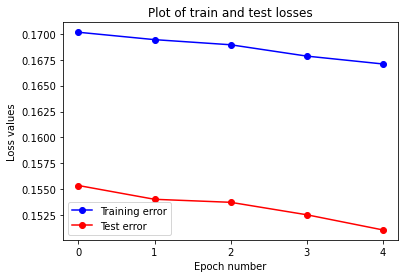 Plot of train and test losses
0.1700
0.1675
0.1650
0.1625
0.1600
0.1575
0.1550
0.1525
Loss values
Training error
Test error
0 1 2 3 4
Epoch number